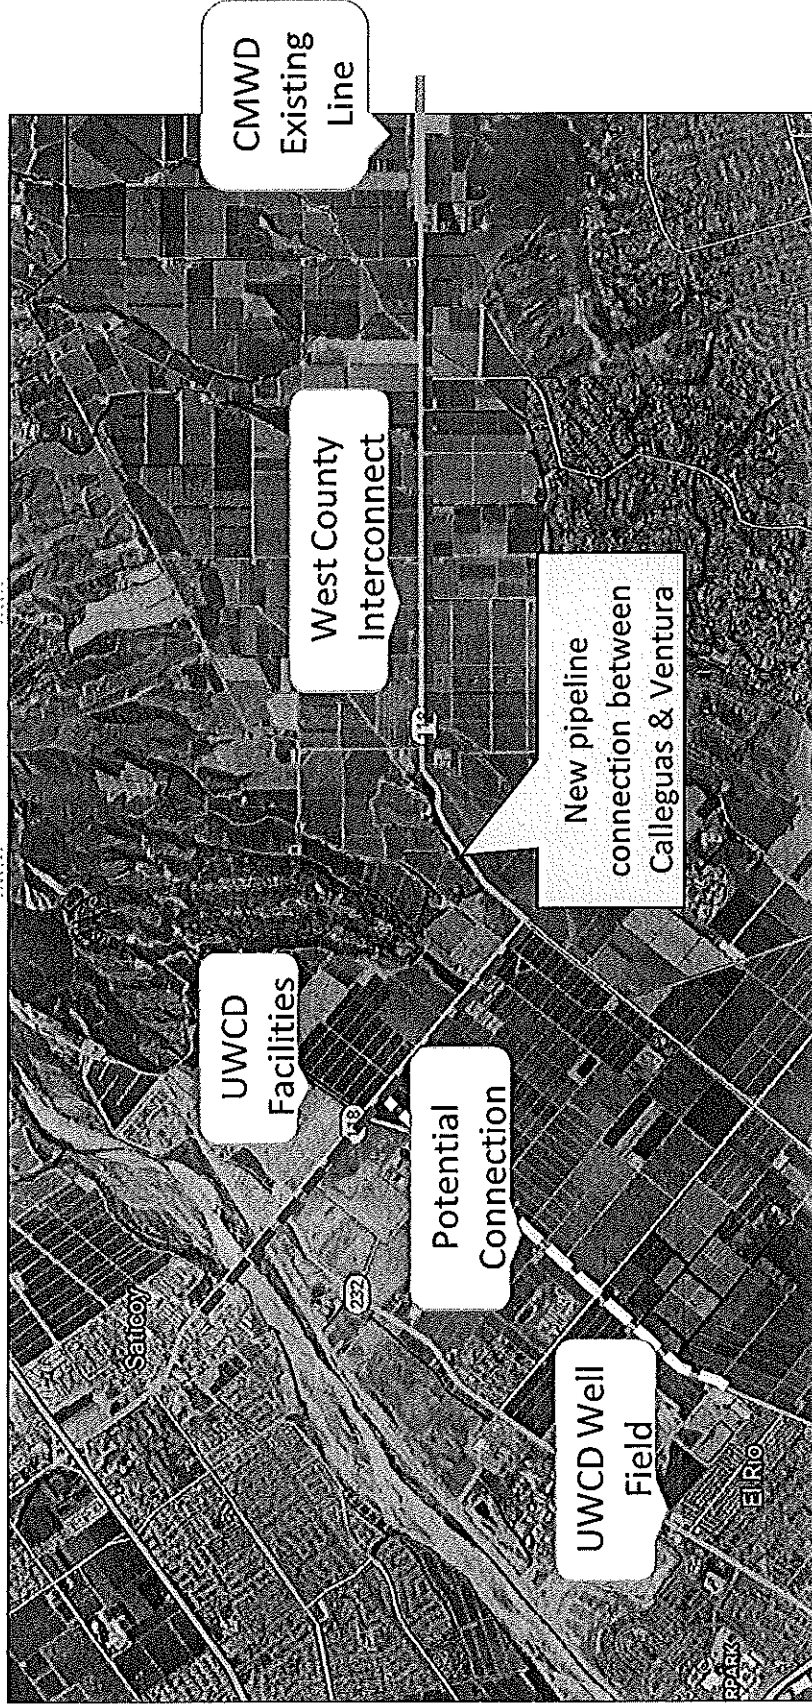 Saticoy
UWCD
Facilities
CMWD
Existing
Line
West County
Interconnect
118
232
Potential
Connection
UWCD Well
Field
New pipeline
connection between
Calleguas & Ventura
El Rio